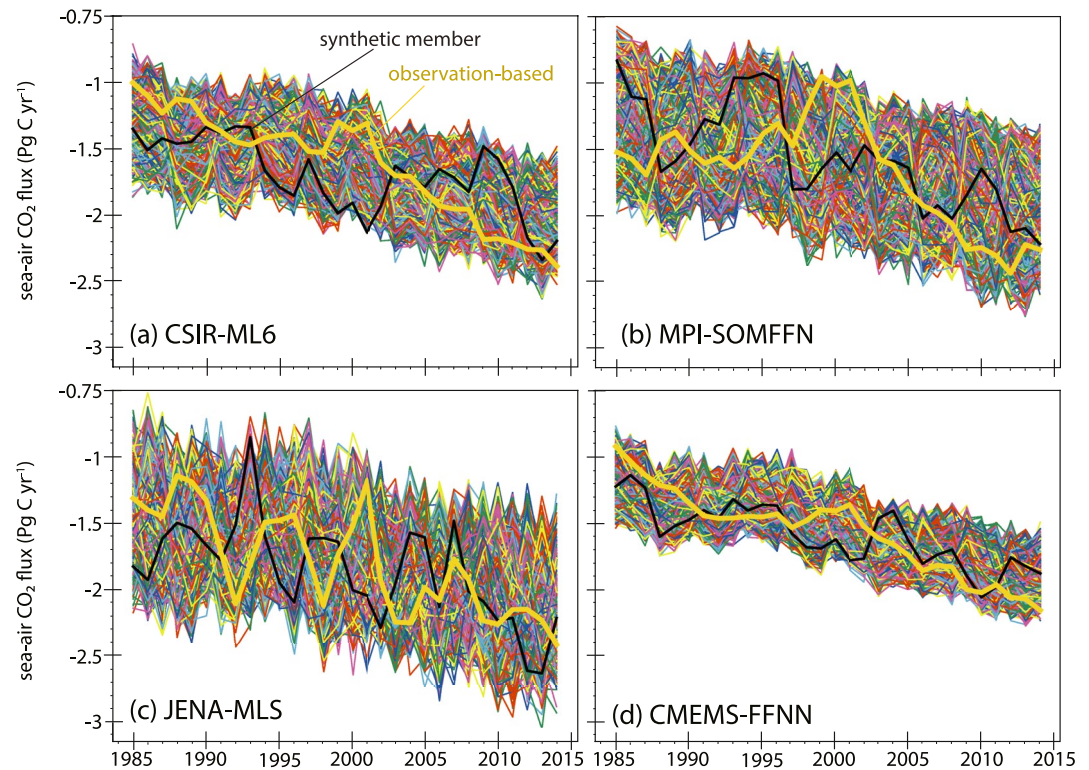 -0.75
synthetic member
observation-based
-1
-1.5
-2
-2.5
-3
sea-air CO₂ flux (Pg C yr⁻¹)
(a) CSIR-ML6
(b) MPI-SOMFFN
-0.75
-1
-1.5
-2
-2.5
-3
sea-air CO₂ flux (Pg C yr⁻¹)
(c) JENA-MLS
(d) CMEMS-FFNN
1985 1990 1995 2000 2005 2010 2015 1985 1990 1995 2000 2005 2010 2015